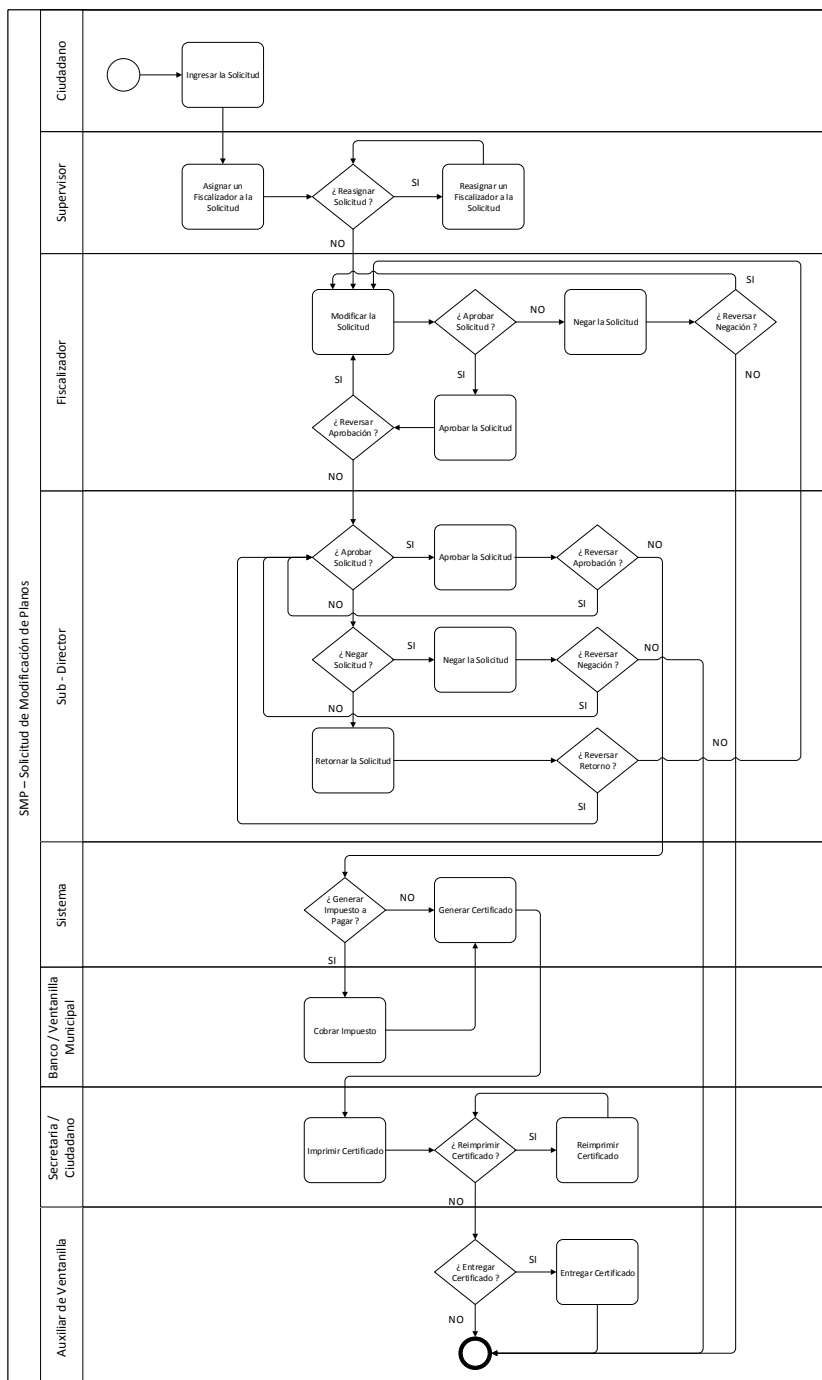 SMP – Solicitud de Modificación de Planos
Ciudadano
Ingresar la Solicitud
Supervisor
Asignar un
Fiscalizador a la
Solicitud
¿ Reasignar
Solicitud ?
SI
Reasignar un
Fiscalizador a la
Solicitud
NO
Fiscalizador
SI
Modificar la
Solicitud
¿ Aprobar
Solicitud ?
NO
Negar la Solicitud
¿ Reversar
Negación ?
SI
SI
NO
¿ Reversar
Aprobación ?
Aprobar la Solicitud
NO
Sub - Director
¿ Aprobar
Solicitud ?
SI
Aprobar la Solicitud
¿ Reversar
Aprobación ?
NO
NO
SI
¿ Negar
Solicitud ?
SI
Negar la Solicitud
¿ Reversar
Negación ?
NO
NO
SI
Retornar la Solicitud
¿ Reversar
Retorno ?
NO
SI
Sistema
¿ Generar
Impuesto a
Pagar ?
NO
Generar Certificado
SI
Banco / Ventanilla
Municipal
Cobrar Impuesto
Secretaria /
Ciudadano
Imprimir Certificado
¿ Reimprimir
Certificado ?
SI
Reimprimir
Certificado
NO
Auxiliar de Ventanilla
¿ Entregar
Certificado ?
SI
Entregar Certificado
NO